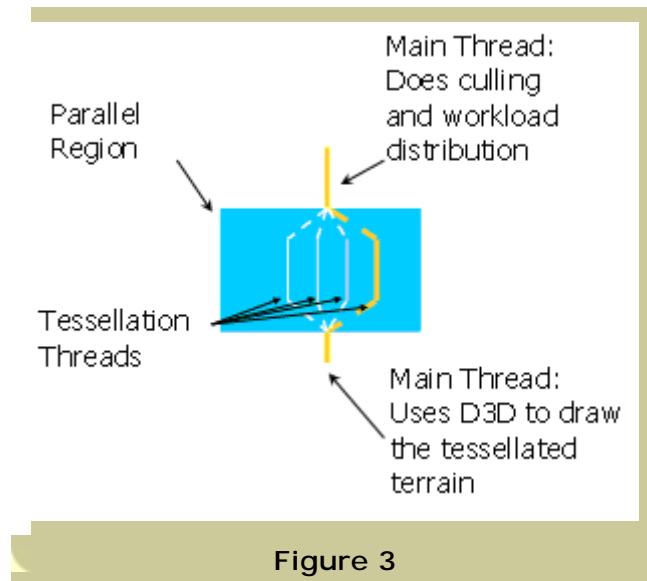 Main Thread:
Does culling
and workload
distribution
Parallel
Region
Tessellation
Threads
Main Thread:
Uses D3D to draw
the tessellated
terrain
Figure 3